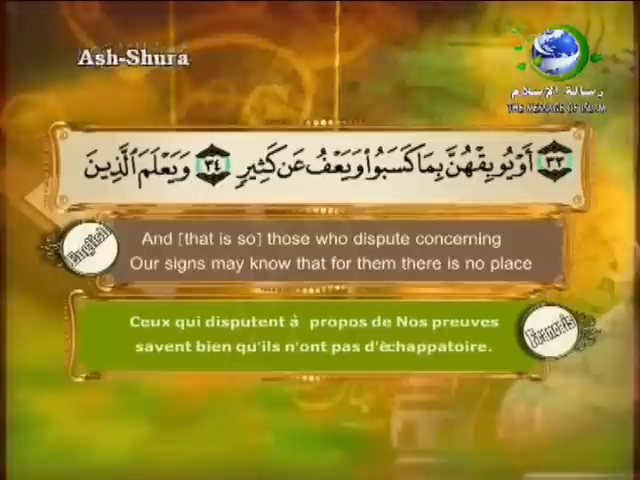 Ash-Shura
رسالة الإسلام
THE MESSAGE OF ISLAM
٣٣ أَوْ يُوبِقْهُنَّ بِمَا كَسَبُوا وَيَعْفُ عَن كَثِيرٍ ٣٤ وَيَعْلَمَ الَّذِينَ
English
And [that is so] those who dispute concerning
Our signs may know that for them there is no place
Ceux qui disputent à propos de Nos preuves
savent bien qu'ils n'ont pas d'èchappatoire.
Français